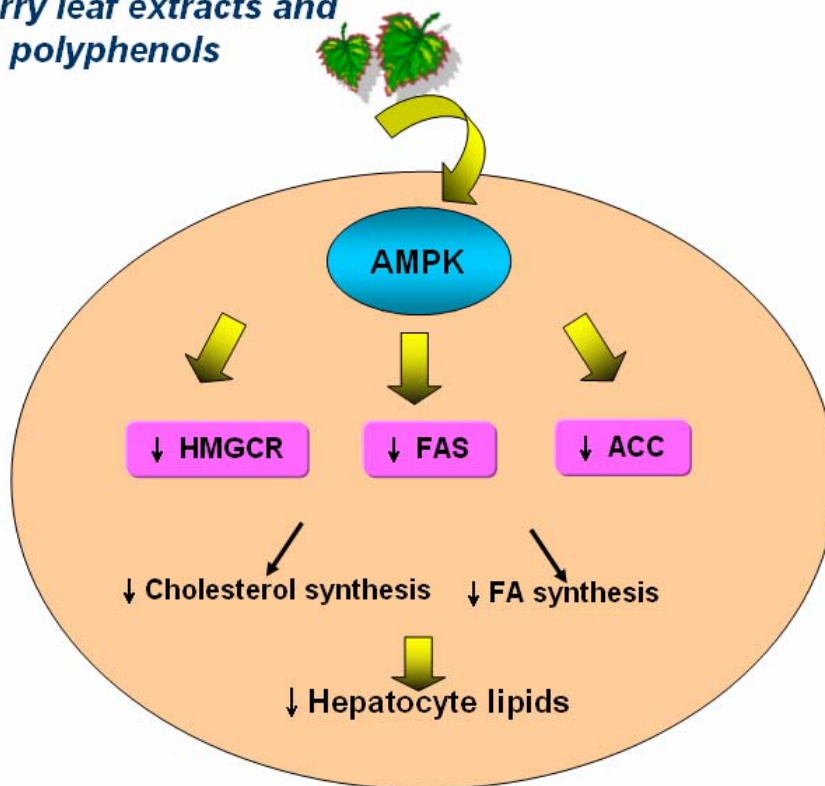 rry leaf extracts and
polyphenols
AMPK
↓ HMGCR ↓ FAS ↓ ACC
↓ Cholesterol synthesis ↓ FA synthesis
↓ Hepatocyte lipids